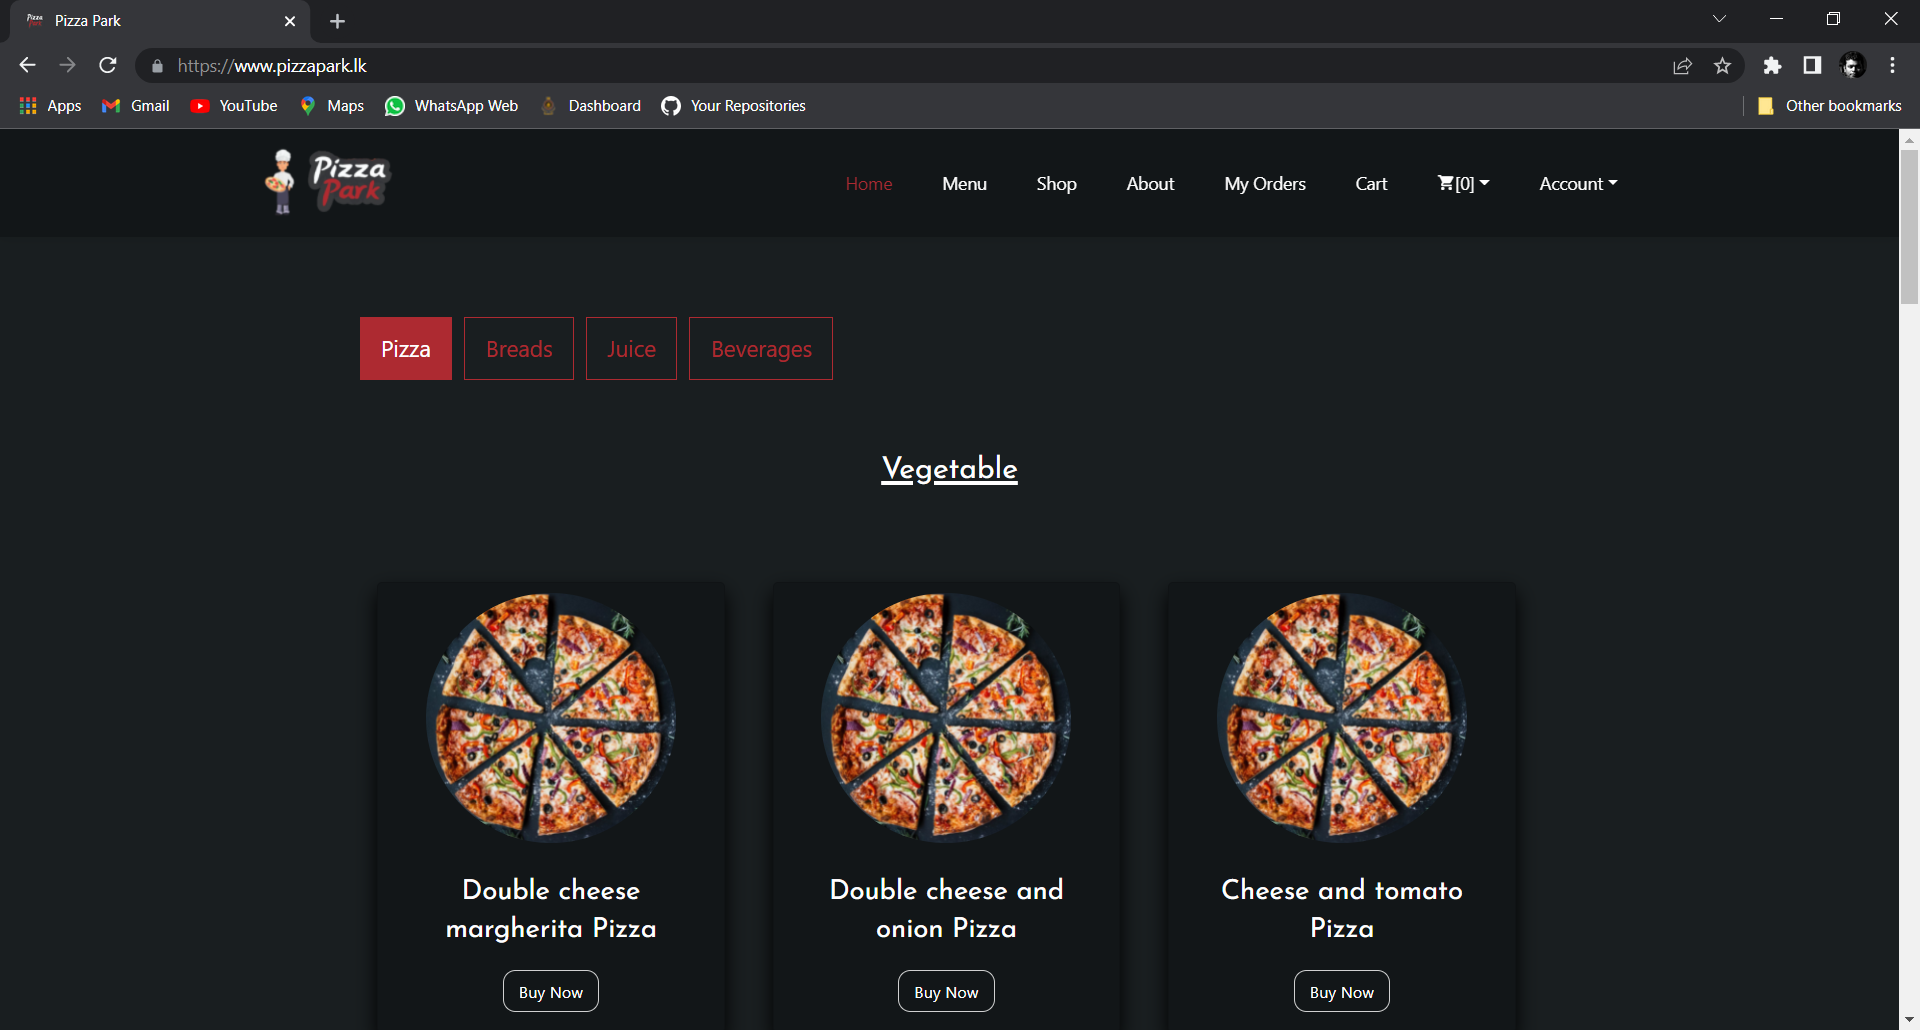 Pizza Park
https://www.pizzapark.lk
Apps Gmail YouTube Maps WhatsApp Web Dashboard Your Repositories Other bookmarks
Pizza
Park
Home Menu Shop About My Orders Cart [0] Account
Pizza Breads Juice Beverages
Vegetable
Double cheese
margherita Pizza
Buy Now
Double cheese and
onion Pizza
Buy Now
Cheese and tomato
Pizza
Buy Now